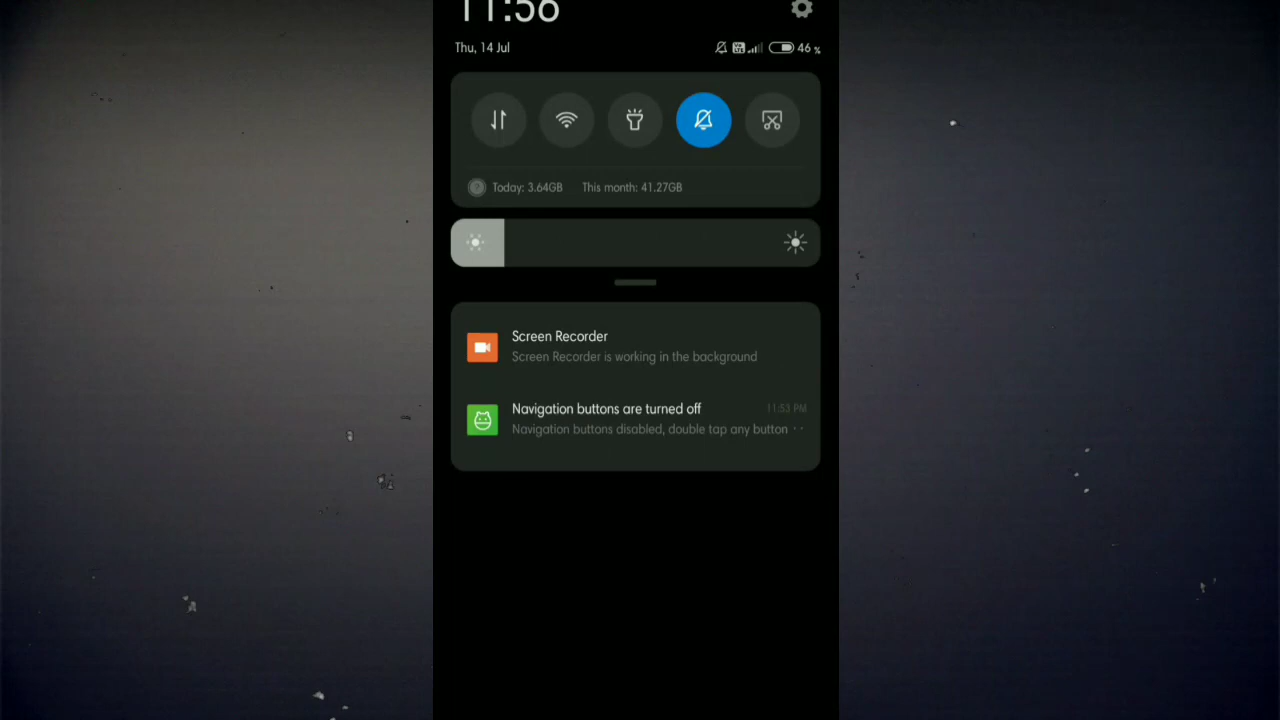 11:56
Thu, 14 Jul
46 %
Today: 3.64GB This month: 41.27GB
Screen Recorder
Screen Recorder is working in the background
Navigation buttons are turned off 11:53 PM
Navigation buttons disabled, double tap any button